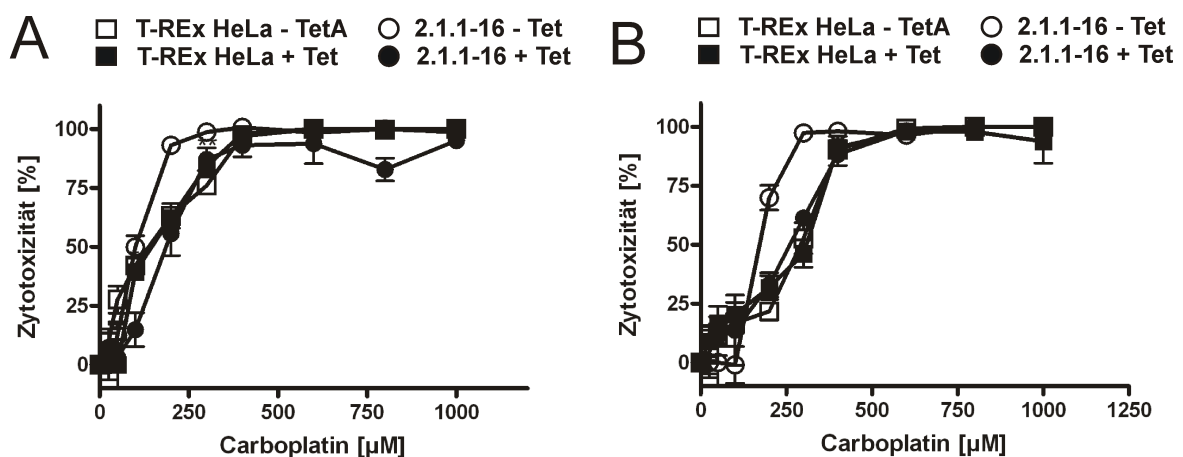 A
T-REx HeLa - TetA
2.1.1-16 - Tet
T-REx HeLa + Tet
2.1.1-16 + Tet
Zytotoxizität [%]
100
75
50
25
0
**
0
250
500
750
1000
Carboplatin [µM]
B
T-REx HeLa - TetA
2.1.1-16 - Tet
T-REx HeLa + Tet
2.1.1-16 + Tet
Zytotoxizität [%]
100
75
50
25
0
0
250
500
750
1000
1250
Carboplatin [µM]